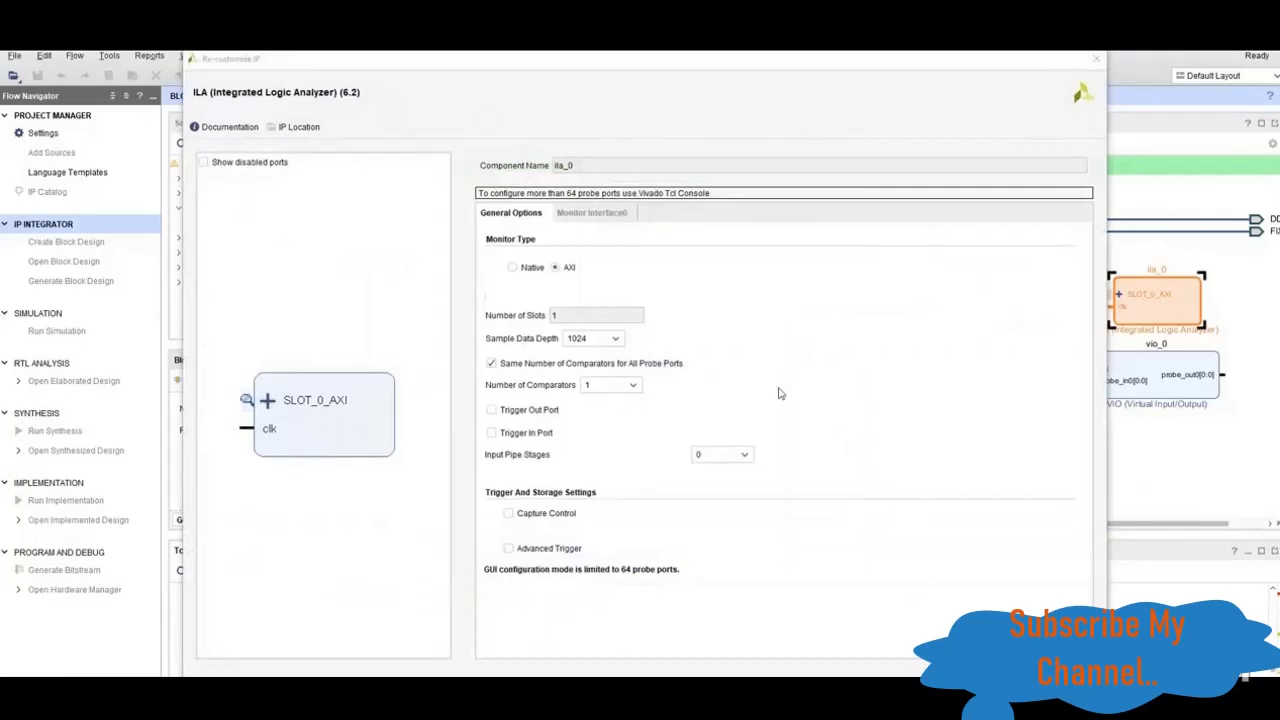 File Edit Flow Tools Reports
Re-customize IP
Ready
Default Layout
Flow Navigator
ILA (Integrated Logic Analyzer) (6.2)
Documentation IP Location
PROJECT MANAGER
Settings
Add Sources
Language Templates
IP Catalog
IP INTEGRATOR
Create Block Design
Open Block Design
Generate Block Design
SIMULATION
Run Simulation
RTL ANALYSIS
Open Elaborated Design
SYNTHESIS
Run Synthesis
Open Synthesized Design
IMPLEMENTATION
Run Implementation
Open Implemented Design
PROGRAM AND DEBUG
Generate Bitstream
Open Hardware Manager
Show disabled ports
SLOT_0_AXI
clk
Component Name ila_0
To configure more than 64 probe ports use Vivado Tcl Console
General Options Monitor Interface0
Monitor Type
Native AXI
Number of Slots 1
Sample Data Depth 1024
Same Number of Comparators for All Probe Ports
Number of Comparators 1
Trigger Out Port
Trigger In Port
Input Pipe Stages 0
Trigger And Storage Settings
Capture Control
Advanced Trigger
GUI configuration mode is limited to 64 probe ports.
ila_0
SLOT_0_AXI
clk
(Integrated Logic Analyzer)
vio_0
probe_out0[0:0]
VIO (Virtual Input/Output)
Subscribe My
Channel..